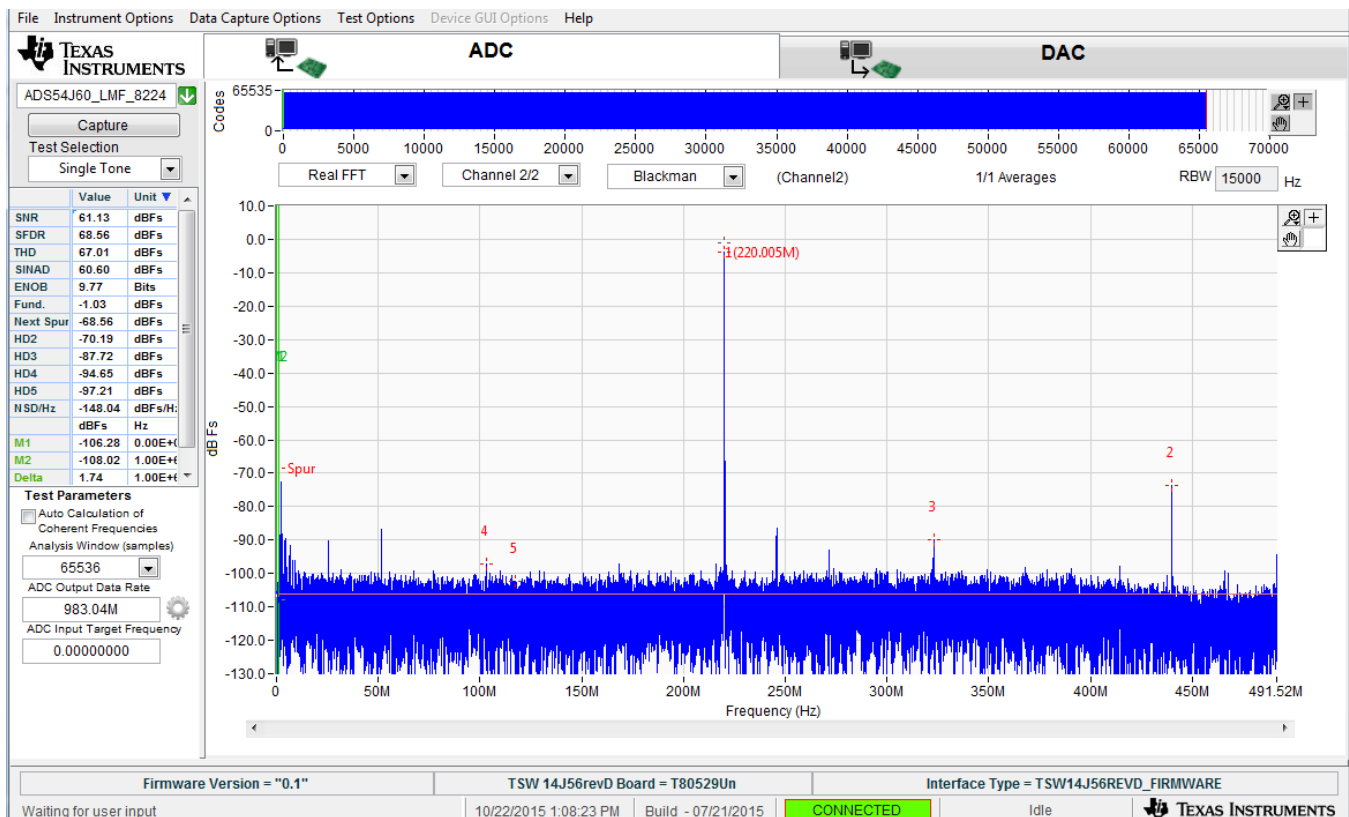 File Instrument Options Data Capture Options Test Options Device GUI Options Help
TEXAS INSTRUMENTS
ADC
DAC
ADS54J60_LMF_8224
Capture
Test Selection
Single Tone
Value Unit
SNR 61.13 dBFs
SFDR 68.56 dBFs
THD 67.01 dBFs
SINAD 60.60 dBFs
ENOB 9.77 Bits
Fund. -1.03 dBFs
Next Spur -68.56 dBFs
HD2 -70.19 dBFs
HD3 -87.72 dBFs
HD4 -94.65 dBFs
HD5 -97.21 dBFs
NSD/Hz -148.04 dBFs/H
dBFs Hz
M1 -106.28 0.00E+
M2 -108.02 1.00E+
Delta 1.74 1.00E+
Test Parameters
Auto Calculation of
Coherent Frequencies
Analysis Window (samples)
65536
ADC Output Data Rate
983.04M
ADC Input Target Frequency
0.00000000
Codes
65535
0
0 5000 10000 15000 20000 25000 30000 35000 40000 45000 50000 55000 60000 65000 70000
Real FFT Channel 2/2 Blackman (Channel2) 1/1 Averages RBW 15000 Hz
dB Fs
10.0
0.0
-10.0
-20.0
-30.0
-40.0
-50.0
-60.0
-70.0
-80.0
-90.0
-100.0
-110.0
-120.0
-130.0
1(220.005M)
2
Spur
2
3
4
5
0 50M 100M 150M 200M 250M 300M 350M 400M 450M 491.52M
Frequency (Hz)
Firmware Version = "0.1" TSW 14J56revD Board = T80529Un Interface Type = TSW14J56REVD_FIRMWARE
Waiting for user input 10/22/2015 1:08:23 PM Build - 07/21/2015 CONNECTED Idle TEXAS INSTRUMENTS